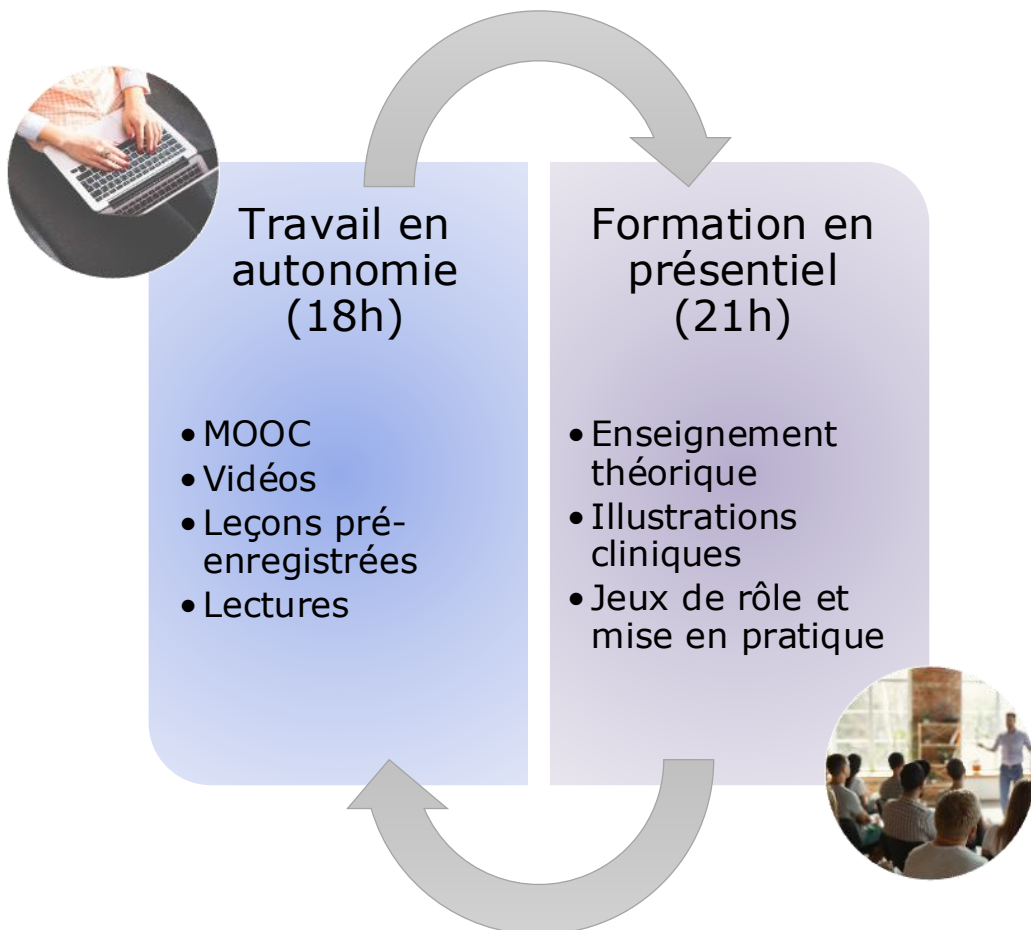 Travail en
autonomie
(18h)
• MOOC
• Vidéos
• Leçons pré-
enregistrées
• Lectures
Formation en
présentiel
(21h)
• Enseignement
théorique
• Illustrations
cliniques
• Jeux de rôle et
mise en pratique